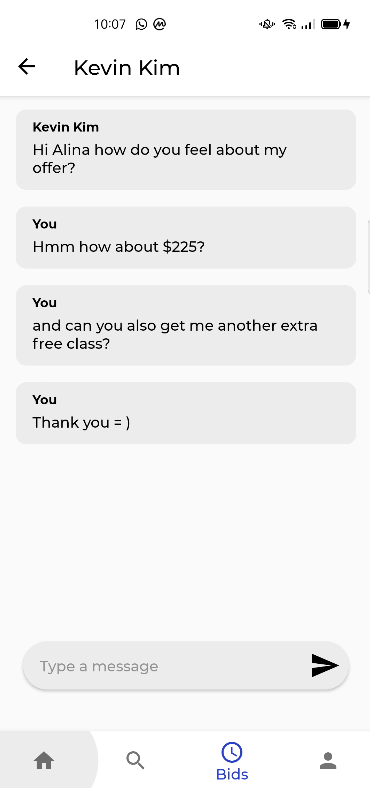 10:07
Kevin Kim
Kevin Kim
Hi Alina how do you feel about my
offer?
You
Hmm how about $225?
You
and can you also get me another extra
free class?
You
Thank you = )
Type a message
Bids